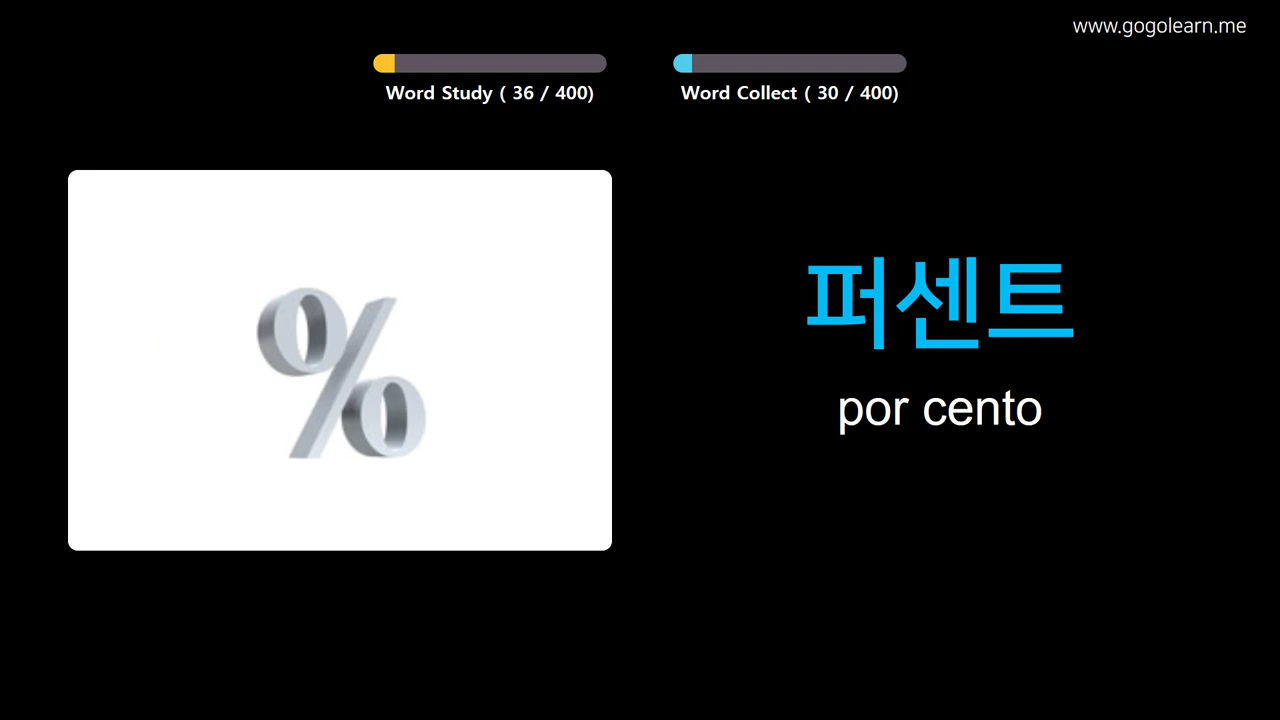 www.gogolearn.me
Word Study ( 36 / 400)
Word Collect ( 30 / 400)
%
퍼센트
por cento